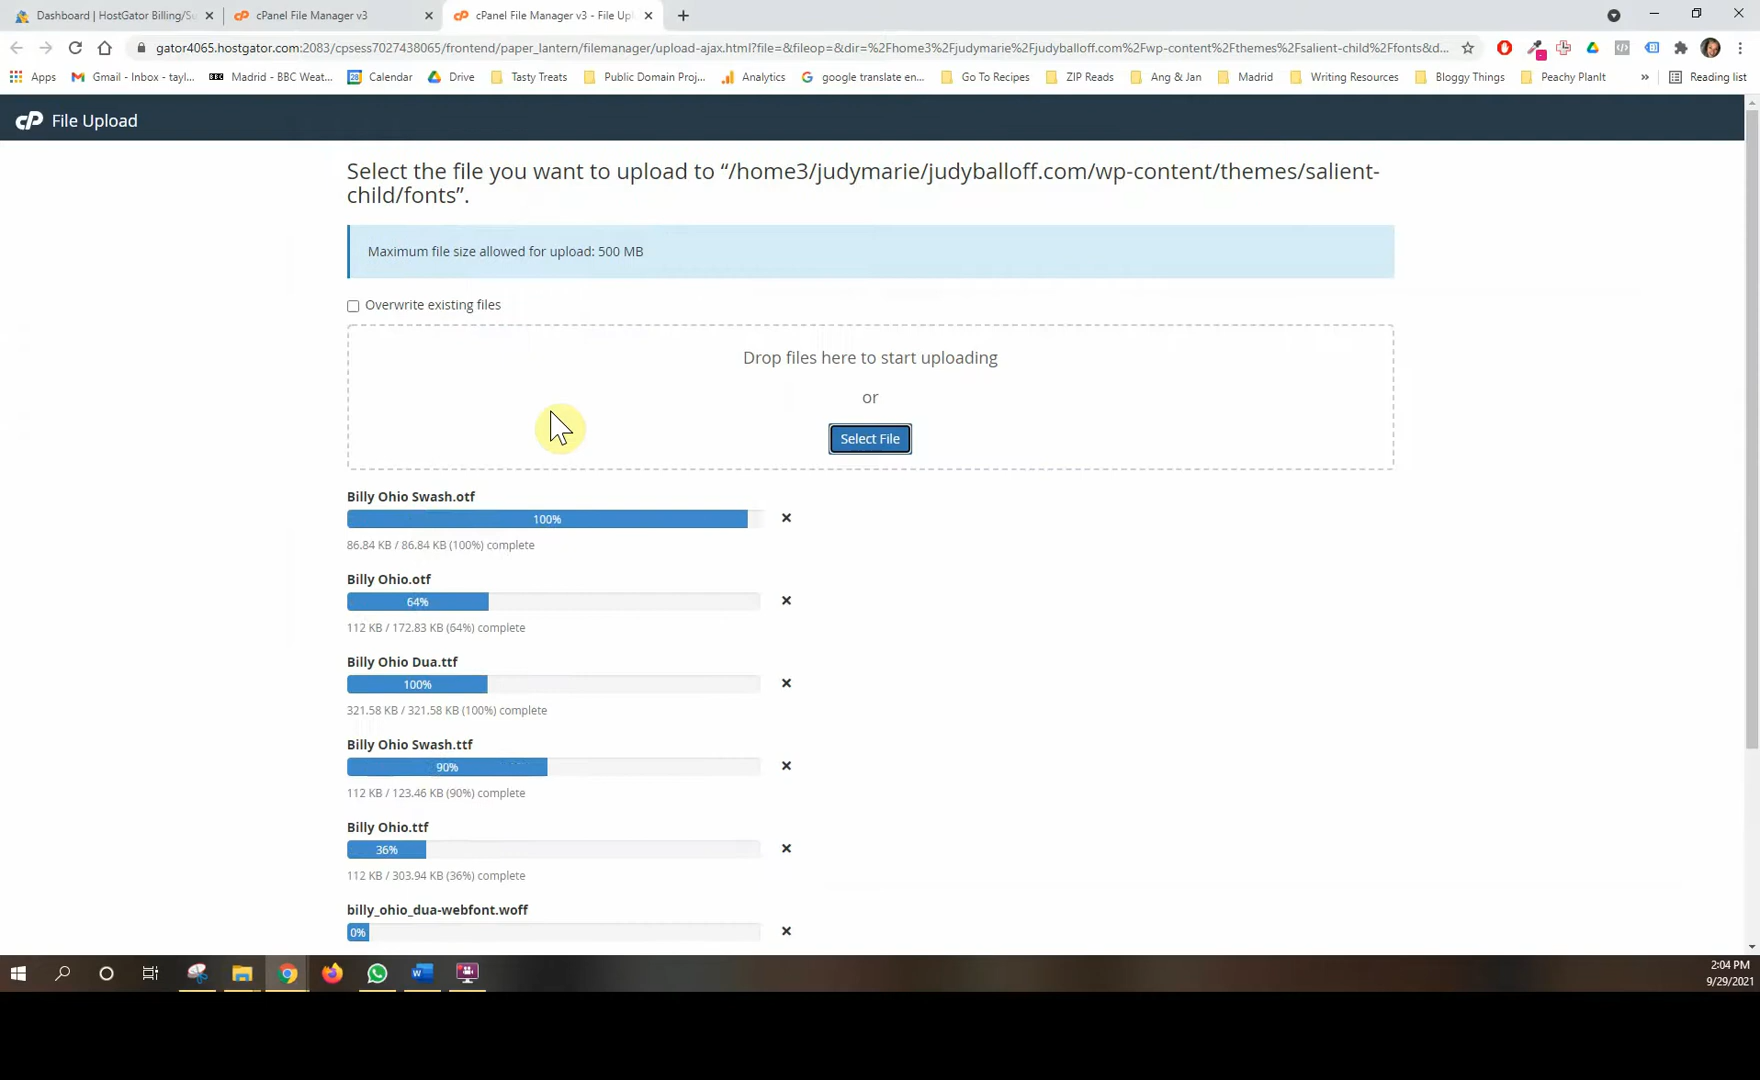 Dashboard | HostGator Billing/Su
cPanel File Manager v3
cPanel File Manager v3 - File Up
gator4065.hostgator.com:2083/cpsess7027438065/frontend/paper_lantern/filemanager/upload-ajax.html?file=&fileop=&dir=%2Fhome3%2Fjudymarie%2Fjudyballoff.com%2Fwp-content%2Fthemes%2Fsalient-child%2Ffonts&d...
Apps
Gmail - Inbox - tayl...
Madrid - BBC Weat...
Calendar
Drive
Tasty Treats
Public Domain Proj...
Analytics
google translate en...
Go To Recipes
ZIP Reads
Ang & Jan
Madrid
Writing Resources
Bloggy Things
Peachy PlanIt
»
Reading list
cP File Upload
Select the file you want to upload to “/home3/judymarie/judyballoff.com/wp-content/themes/salient-
child/fonts”.
Maximum file size allowed for upload: 500 MB
Overwrite existing files
Drop files here to start uploading
or
Select File
Billy Ohio Swash.otf
100%
86.84 KB / 86.84 KB (100%) complete
Billy Ohio.otf
64%
112 KB / 172.83 KB (64%) complete
Billy Ohio Dua.ttf
100%
321.58 KB / 321.58 KB (100%) complete
Billy Ohio Swash.ttf
90%
112 KB / 123.46 KB (90%) complete
Billy Ohio.ttf
36%
112 KB / 303.94 KB (36%) complete
billy_ohio_dua-webfont.woff
0%
2:04 PM
9/29/2021